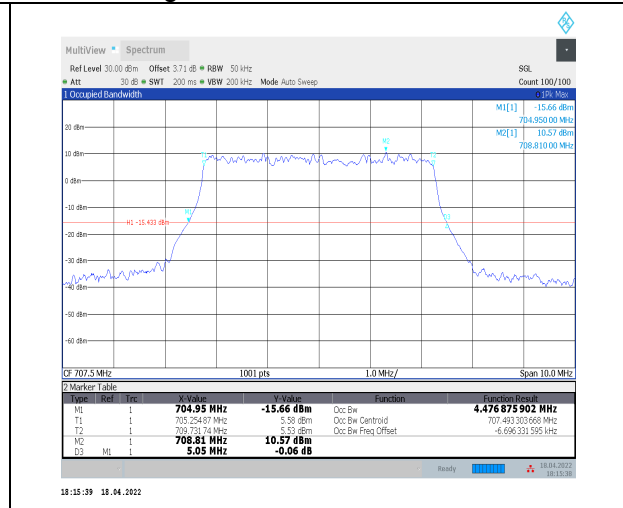 MultiView Spectrum
Ref Level 30.00 dBm Offset 3.71 dB RBW 50 kHz SGL
Att 30 dB SWT 200 ms VBW 200 kHz Mode Auto Sweep Count 100/100
1 Occupied Bandwidth 1Pk Max
M1[1] -15.66 dBm
704.95000 MHz
M2[1] 10.57 dBm
708.81000 MHz
20 dBm
M2
10 dBm
T1 T2
0 dBm
-10 dBm
M1
H1 -15.433 dBm
D3
-20 dBm
-30 dBm
-40 dBm
-50 dBm
-60 dBm
CF 707.5 MHz 1001 pts 1.0 MHz/ Span 10.0 MHz
2 Marker Table
Type Ref Trc X-Value Y-Value Function Function Result
M1 1 704.95 MHz -15.66 dBm Occ Bw 4.476875902 MHz
T1 1 705.25487 MHz 5.58 dBm Occ Bw Centroid 707.493303668 MHz
T2 1 709.73174 MHz 5.53 dBm Occ Bw Freq Offset -6.696331595 kHz
M2 1 708.81 MHz 10.57 dBm
D3 M1 1 5.05 MHz -0.06 dB
Ready 18.04.2022
18:15:38
18:15:39 18.04.2022